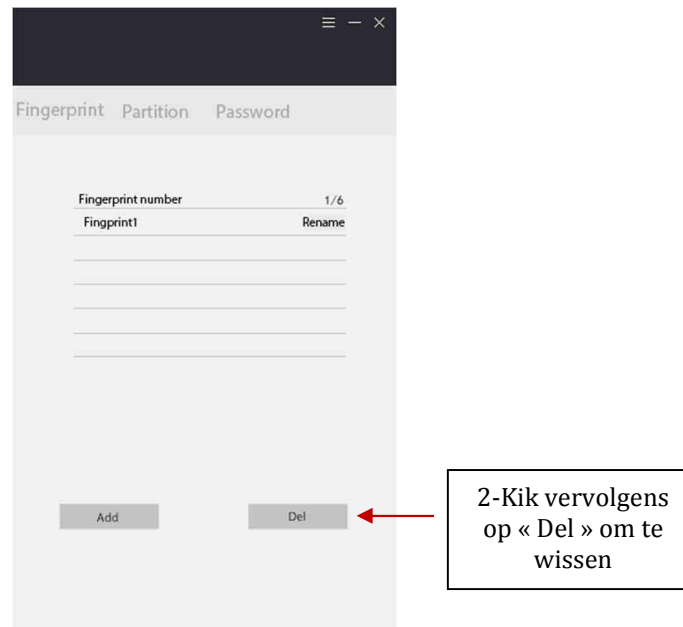 Fingerprint Partition Password
Fingerprint number 1/6
Fingprint1 Rename
Add Del
2-Kik vervolgens
op « Del » om te
wissen